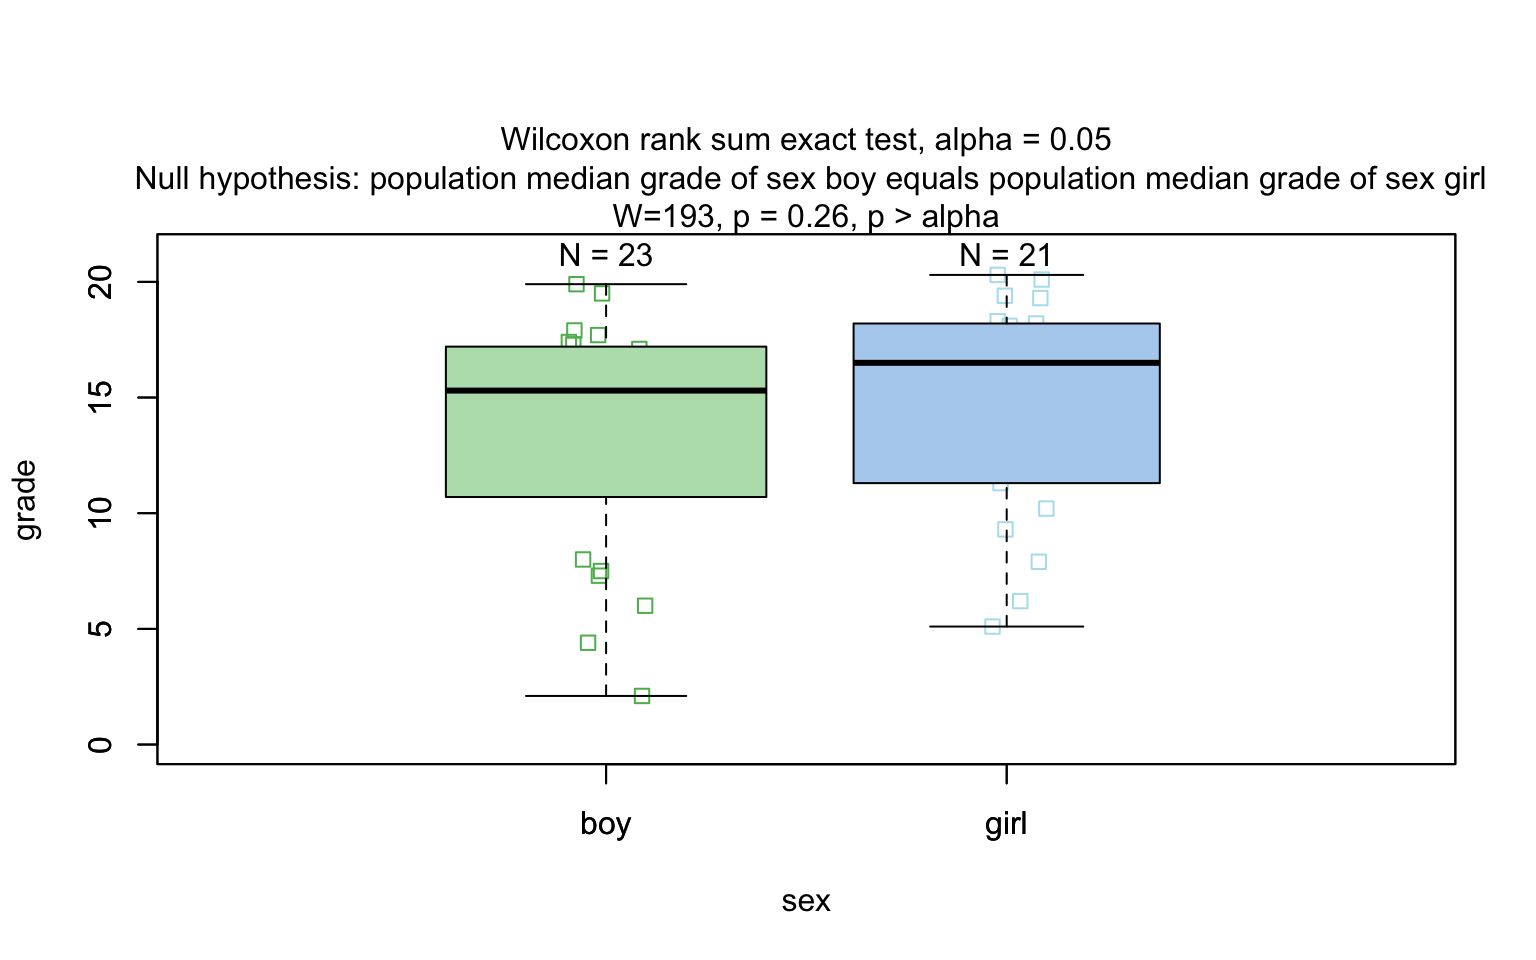 Wilcoxon rank sum exact test, alpha = 0.05
Null hypothesis: population median grade of sex boy equals population median grade of sex girl
W=193, p = 0.26, p > alpha
N = 23
N = 21
20
15
10
5
0
grade
boy
girl
sex